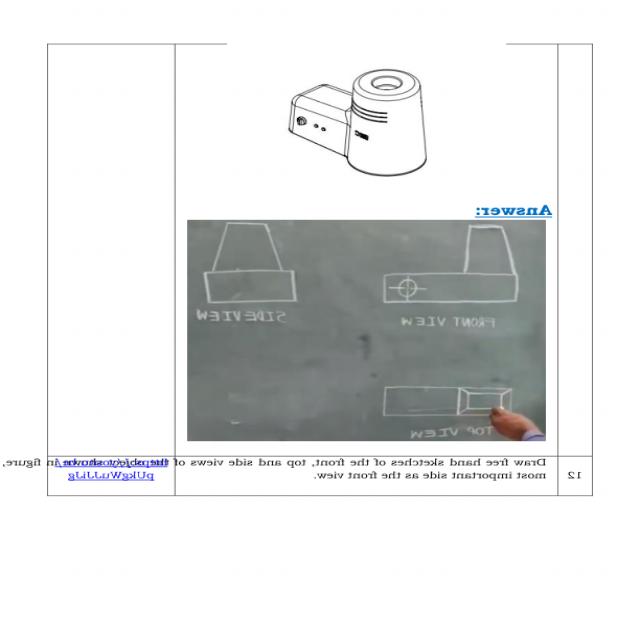 Answer:
FRONT VIEW
SIDE VIEW
TOP VIEW
12
Draw free hand sketches of the front, top and side views of the object shown in figure,
most important side as the front view.